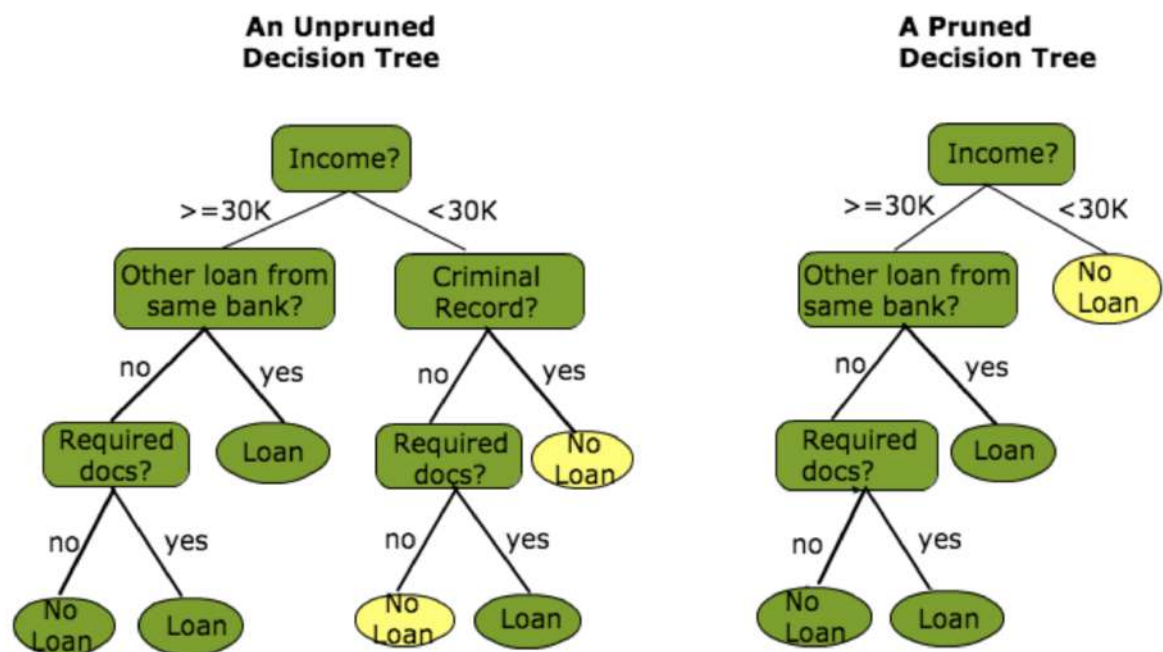 An Unpruned
Decision Tree
Income?
>=30K
<30K
Other loan from
same bank?
Criminal
Record?
no
yes
no
yes
Required
docs?
Loan
Required
docs?
No
Loan
no
yes
no
yes
No
Loan
Loan
No
Loan
Loan
A Pruned
Decision Tree
Income?
>=30K
<30K
Other loan from
same bank?
No
Loan
no
yes
Required
docs?
Loan
no
yes
No
Loan
Loan